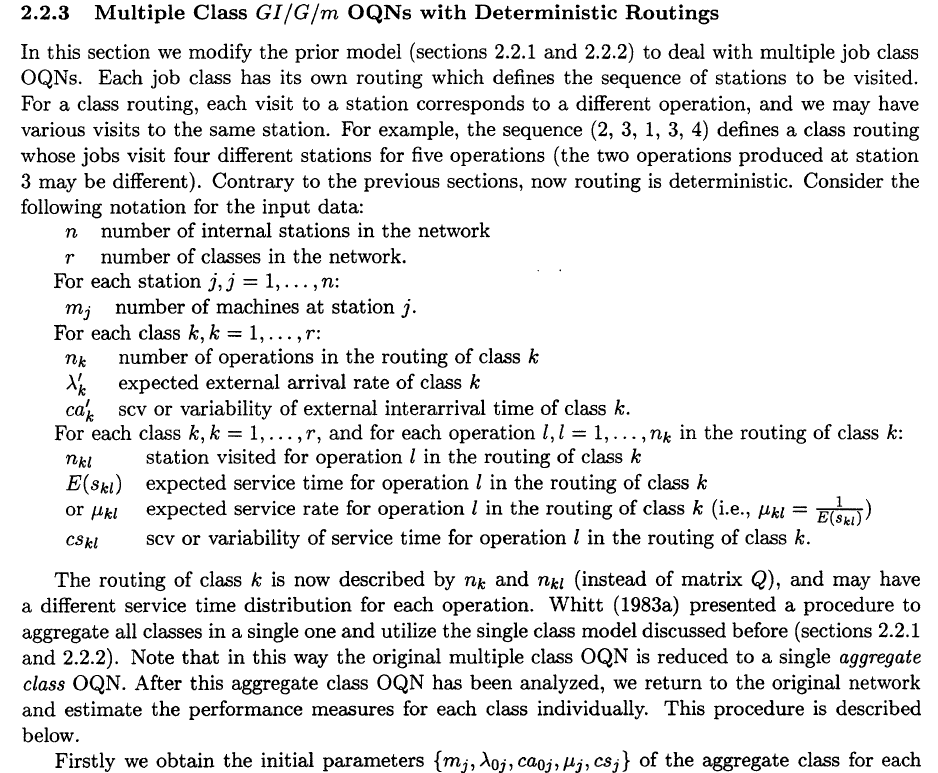 2.2.3 Multiple Class GI/G/m OQNs with Deterministic Routings
In this section we modify the prior model (sections 2.2.1 and 2.2.2) to deal with multiple job class
OQNs. Each job class has its own routing which defines the sequence of stations to be visited.
For a class routing, each visit to a station corresponds to a different operation, and we may have
various visits to the same station. For example, the sequence (2, 3, 1, 3, 4) defines a class routing
whose jobs visit four different stations for five operations (the two operations produced at station
3 may be different). Contrary to the previous sections, now routing is deterministic. Consider the
following notation for the input data:
n number of internal stations in the network
r number of classes in the network.
For each station j, j = 1, . . . , n:
m_j number of machines at station j.
For each class k, k = 1, . . . , r:
n_k number of operations in the routing of class k
λ′_k expected external arrival rate of class k
ca′_k scv or variability of external interarrival time of class k.
For each class k, k = 1, . . . , r, and for each operation l, l = 1, . . . , n_k in the routing of class k:
n_kl station visited for operation l in the routing of class k
E(s_kl) expected service time for operation l in the routing of class k
or μ_kl expected service rate for operation l in the routing of class k (i.e., μ_kl = 1/E(s_kl))
cs_kl scv or variability of service time for operation l in the routing of class k.
The routing of class k is now described by n_k and n_kl (instead of matrix Q), and may have
a different service time distribution for each operation. Whitt (1983a) presented a procedure to
aggregate all classes in a single one and utilize the single class model discussed before (sections 2.2.1
and 2.2.2). Note that in this way the original multiple class OQN is reduced to a single aggregate
class OQN. After this aggregate class OQN has been analyzed, we return to the original network
and estimate the performance measures for each class individually. This procedure is described
below.
Firstly we obtain the initial parameters {m_j, λ_0j, ca_0j, μ_j, cs_j} of the aggregate class for each